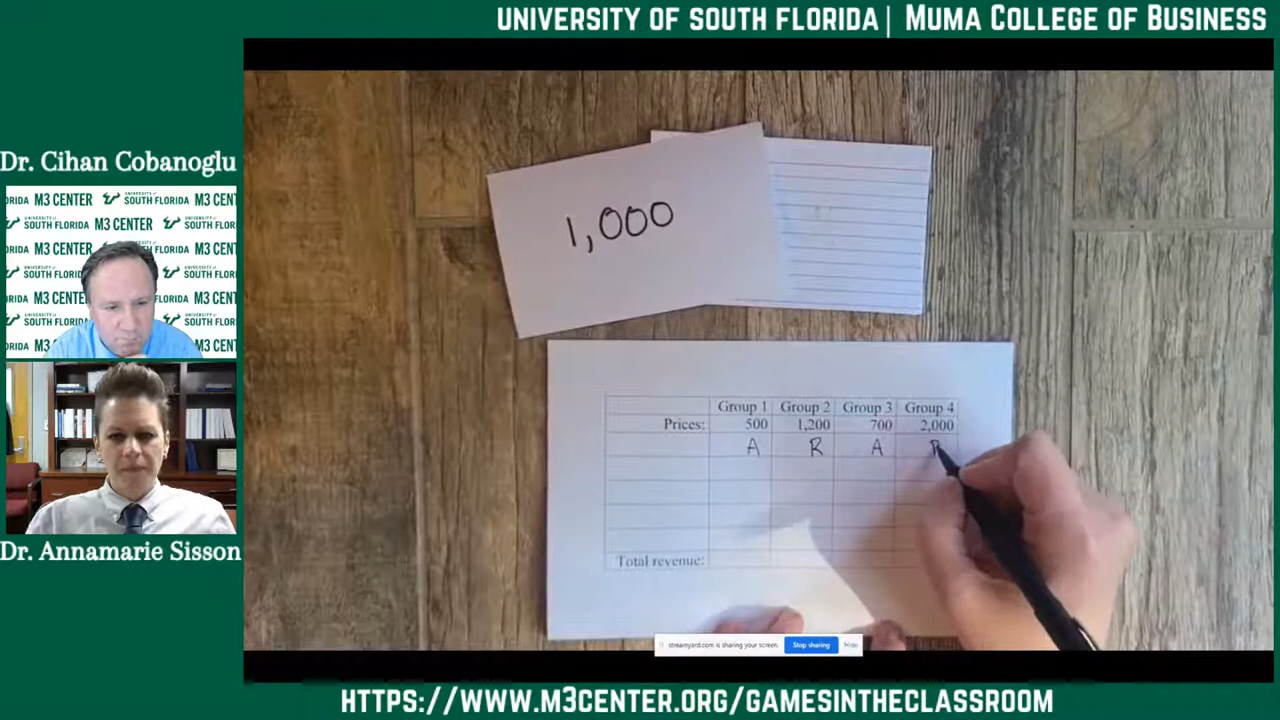 UNIVERSITY OF SOUTH FLORIDA | MUMA COLLEGE OF BUSINESS
Dr. Cihan Cobanoglu
M3 CENTER
UNIVERSITY of SOUTH FLORIDA
Dr. Annamarie Sisson
1,000
Group 1 Group 2 Group 3 Group 4
Prices: 500 1,200 700 2,000
A R A
Total revenue:
streamyard.com is sharing your screen. Stop sharing Hide
HTTPS://WWW.M3CENTER.ORG/GAMESINTHECLASSROOM